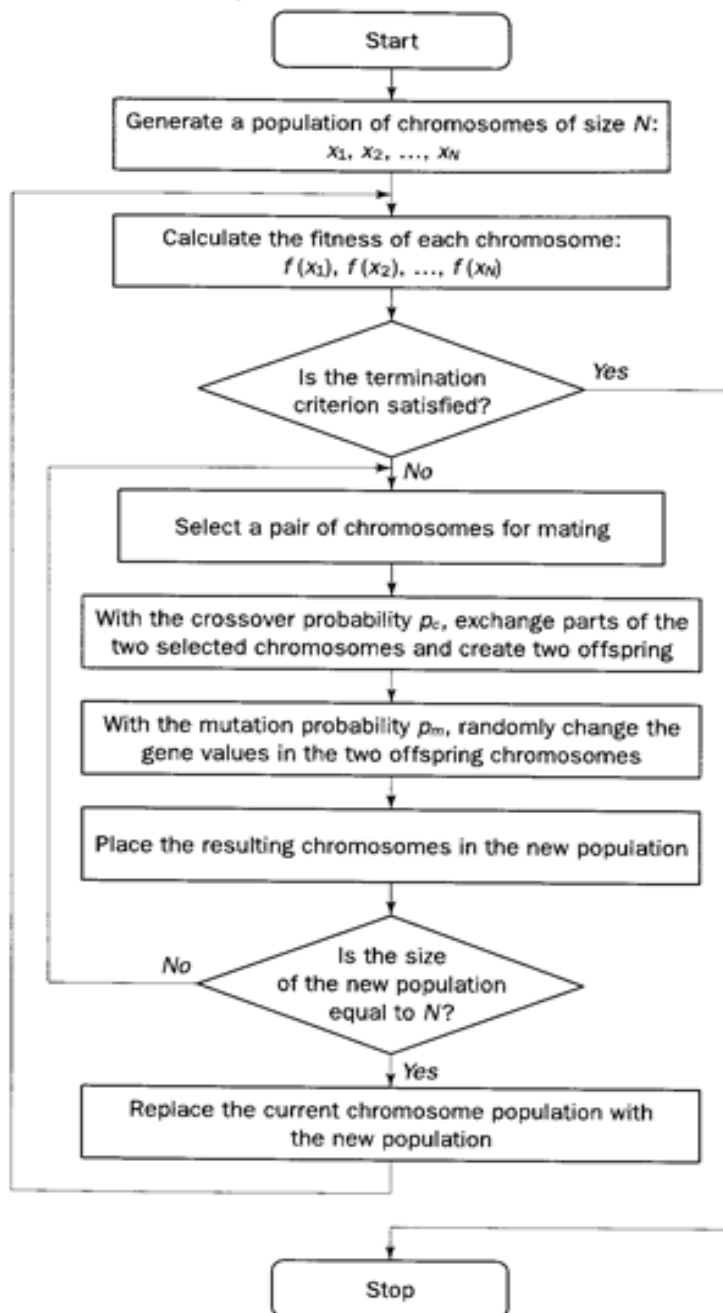 Start
Generate a population of chromosomes of size N:
x₁, x₂, ..., xN
Calculate the fitness of each chromosome:
f (x₁), f (x₂), ..., f (xN)
Is the termination
criterion satisfied?
Yes
No
Select a pair of chromosomes for mating
With the crossover probability pc, exchange parts of the
two selected chromosomes and create two offspring
With the mutation probability pm, randomly change the
gene values in the two offspring chromosomes
Place the resulting chromosomes in the new population
No
Is the size
of the new population
equal to N?
Yes
Replace the current chromosome population with
the new population
Stop